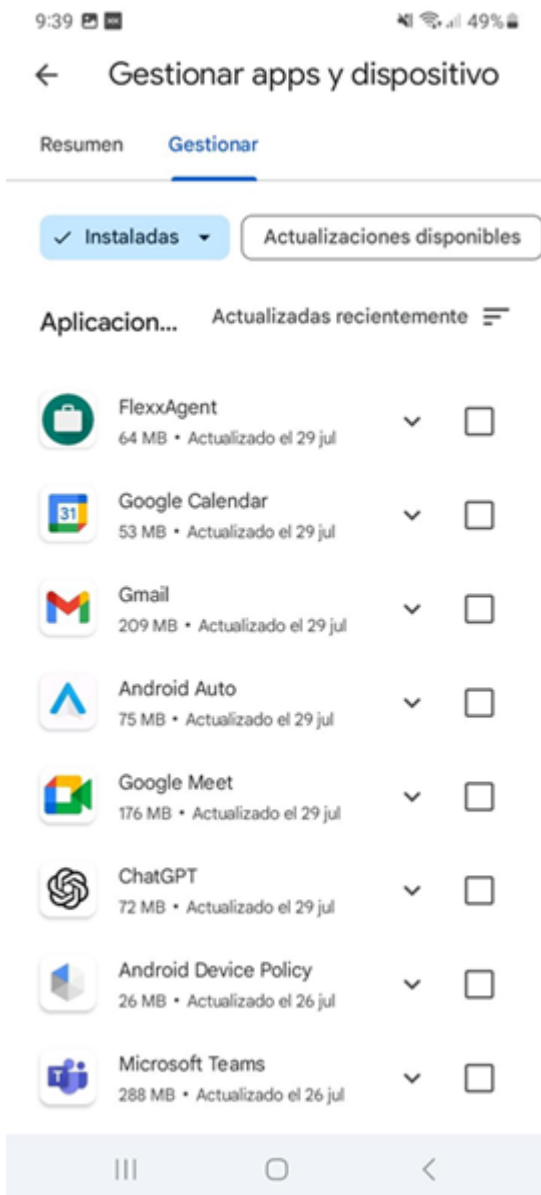 9:39
49%
Gestionar apps y dispositivo
Resumen
Gestionar
Instaladas
Actualizaciones disponibles
Aplicacion...
Actualizadas recientemente
FlexxAgent
64 MB • Actualizado el 29 jul
31
Google Calendar
53 MB • Actualizado el 29 jul
Gmail
209 MB • Actualizado el 29 jul
Android Auto
75 MB • Actualizado el 29 jul
Google Meet
176 MB • Actualizado el 29 jul
ChatGPT
72 MB • Actualizado el 29 jul
Android Device Policy
26 MB • Actualizado el 26 jul
T
Microsoft Teams
288 MB • Actualizado el 26 jul